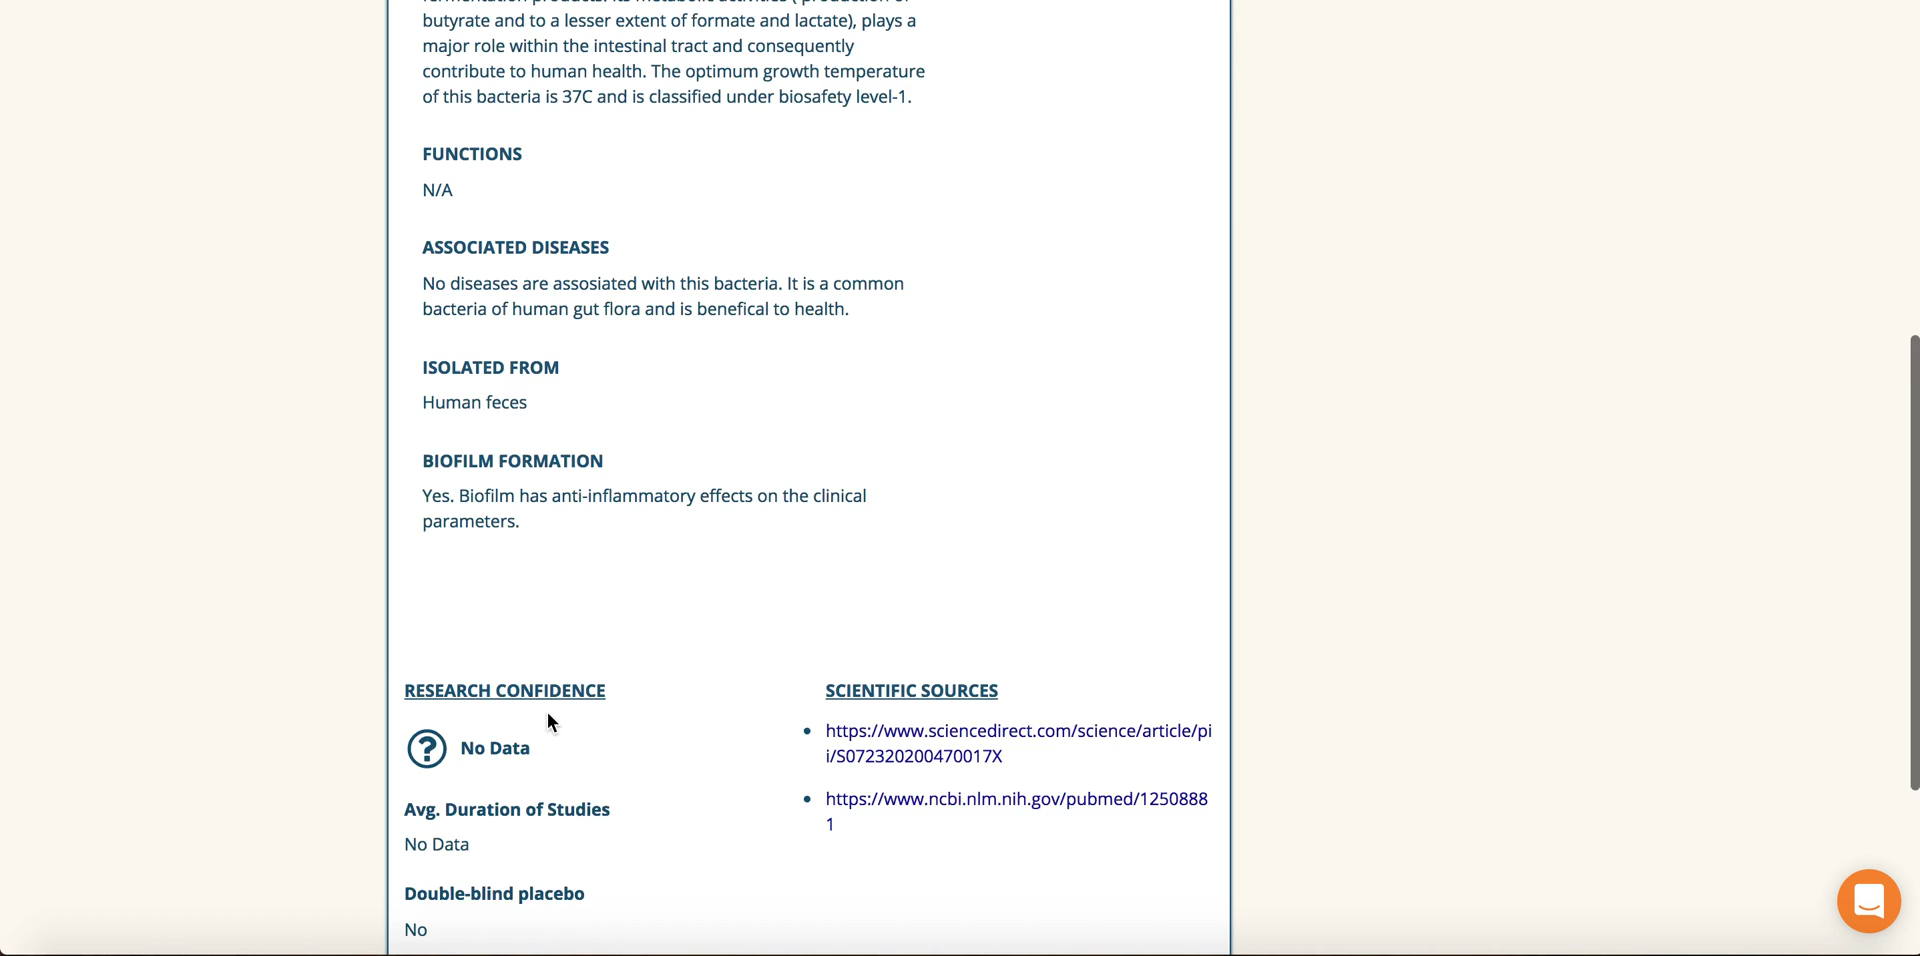 butyrate and to a lesser extent of formate and lactate), plays a
major role within the intestinal tract and consequently
contribute to human health. The optimum growth temperature
of this bacteria is 37C and is classified under biosafety level-1.
FUNCTIONS
N/A
ASSOCIATED DISEASES
No diseases are assosiated with this bacteria. It is a common
bacteria of human gut flora and is benefical to health.
ISOLATED FROM
Human feces
BIOFILM FORMATION
Yes. Biofilm has anti-inflammatory effects on the clinical
parameters.
RESEARCH CONFIDENCE
No Data
Avg. Duration of Studies
No Data
Double-blind placebo
No
SCIENTIFIC SOURCES
https://www.sciencedirect.com/science/article/pi
i/S072320200470017X
https://www.ncbi.nlm.nih.gov/pubmed/1250888
1